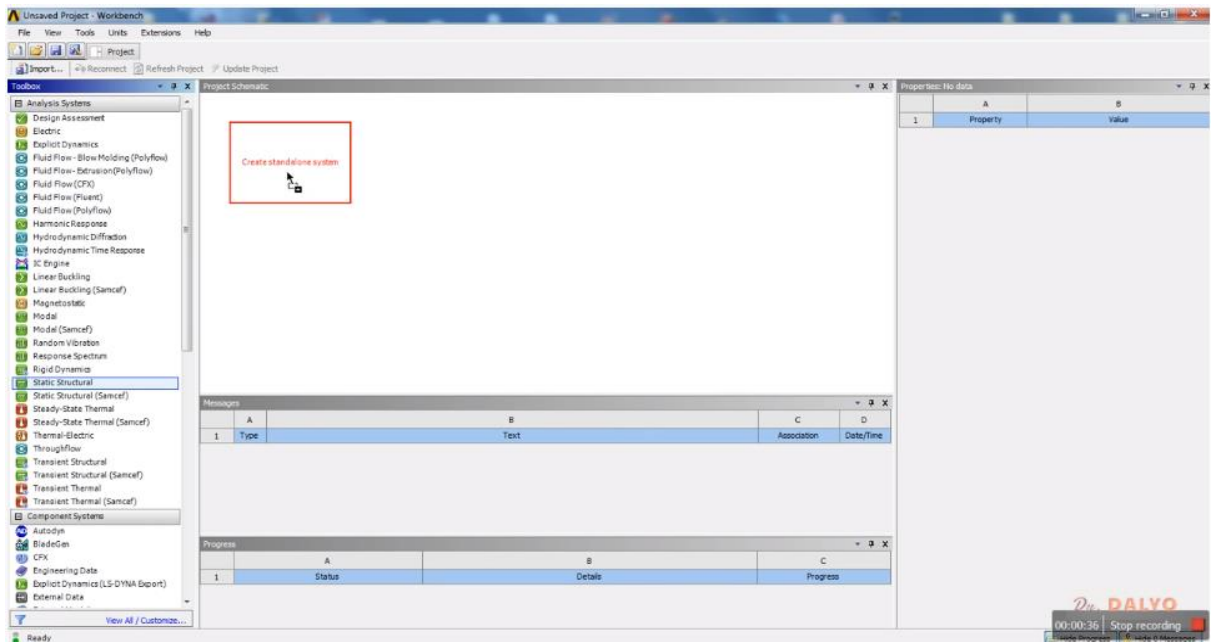 Unsaved Project - Workbench
File View Tools Units Extensions Help
Project
Import... Reconnect Refresh Project Update Project
Toolbox
Analysis Systems
Design Assessment
Electric
Explicit Dynamics
Fluid Flow - Blow Molding (Polyflow)
Fluid Flow - Extrusion (Polyflow)
Fluid Flow (CFX)
Fluid Flow (Fluent)
Fluid Flow (Polyflow)
Harmonic Response
Hydrodynamic Diffraction
Hydrodynamic Time Response
IC Engine
Linear Buckling
Linear Buckling (Samcef)
Magnetostatic
Modal
Modal (Samcef)
Random Vibration
Response Spectrum
Rigid Dynamics
Static Structural
Static Structural (Samcef)
Steady-State Thermal
Steady-State Thermal (Samcef)
Thermal-Electric
Throughflow
Transient Structural
Transient Structural (Samcef)
Transient Thermal
Transient Thermal (Samcef)
Component Systems
Autodyn
BladeGen
CFX
Engineering Data
Explicit Dynamics (LS-DYNA Export)
External Data
View All / Customize...
Ready
Project Schematic
Create standalone system
Messages
A B C D
1 Type Text Association Date/Time
Progress
A B C
1 Status Details Progress
Properties: No data
A B
1 Property Value
DALYO
00:00:36 Stop recording
Hide Progress Hide 0 Messages